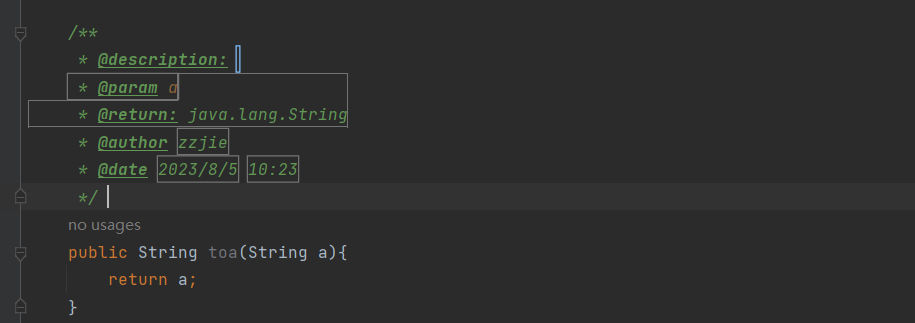 /**
* @description:
* @param a
* @return: java.lang.String
* @author zzjie
* @date 2023/8/5 10:23
*/
no usages
public String toa(String a){
return a;
}